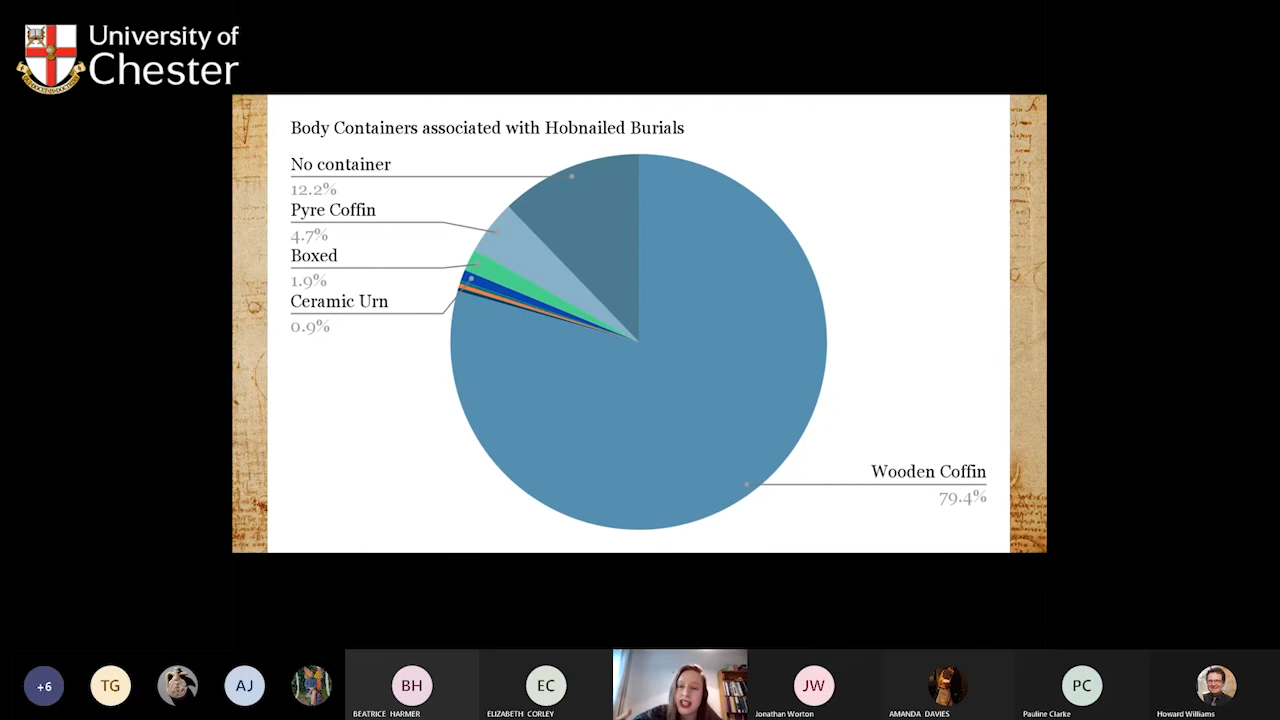 University of
Chester
Body Containers associated with Hobnailed Burials
No container
12.2%
Pyre Coffin
4.7%
Boxed
1.9%
Ceramic Urn
0.9%
Wooden Coffin
79.4%
+6
TG
AJ
BH
EC
JW
PC
BEATRICE HARMER
ELIZABETH CORLEY
Jonathan Worton
AMANDA DAVIES
Pauline Clarke
Howard Williams